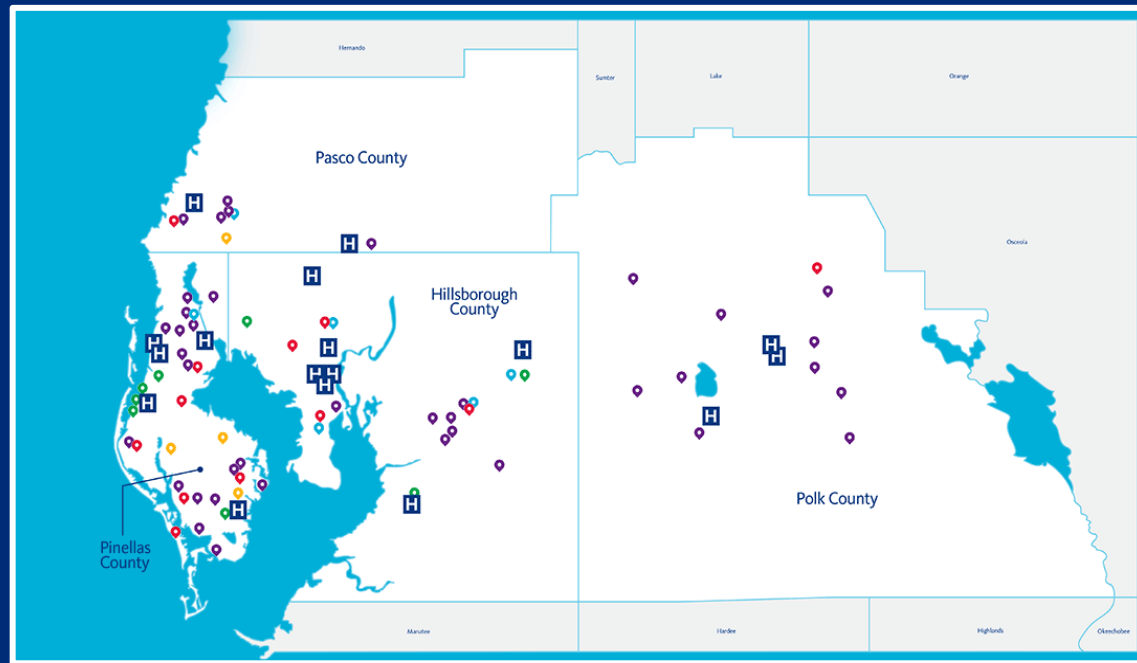 Hernando
Sumter
Lake
Orange
Pasco County
Osceola
H
H
H
Hillsborough
County
H
H
H
H
H
H
H
H
H
H
H
H
H
H
Polk County
H
H
Pinellas
County
Manatee
Hardee
Highlands
Okeechobee